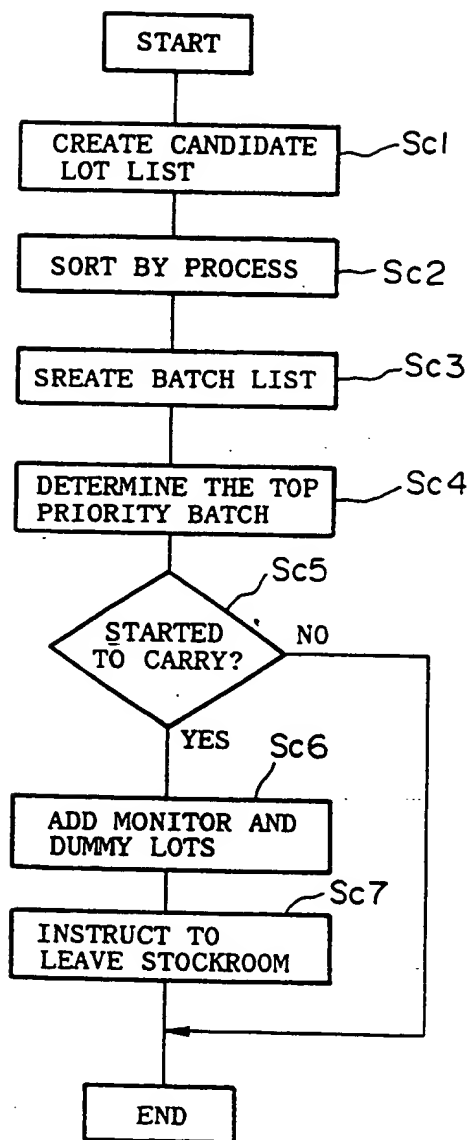 START
CREATE CANDIDATE
LOT LIST
Sc1
SORT BY PROCESS
Sc2
SREATE BATCH LIST
Sc3
DETERMINE THE TOP
PRIORITY BATCH
Sc4
Sc5
STARTED
TO CARRY?
NO
YES
Sc6
ADD MONITOR AND
DUMMY LOTS
Sc7
INSTRUCT TO
LEAVE STOCKROOM
END